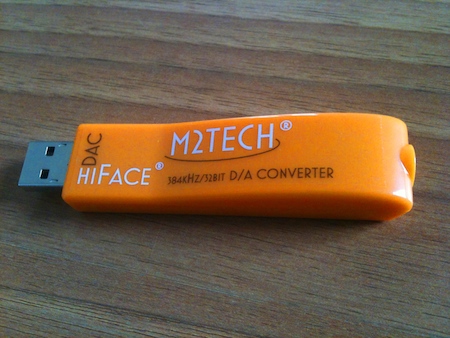 DAC
HIFACE®
M2TECH®
384KHZ/32BIT D/A CONVERTER